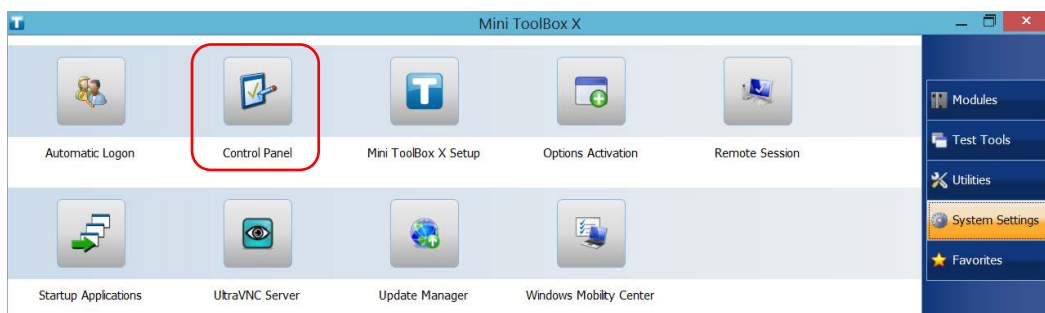 Mini ToolBox X
Automatic Logon
Control Panel
Mini ToolBox X Setup
Options Activation
Remote Session
Startup Applications
UltraVNC Server
Update Manager
Windows Mobility Center
Modules
Test Tools
Utilities
System Settings
Favorites